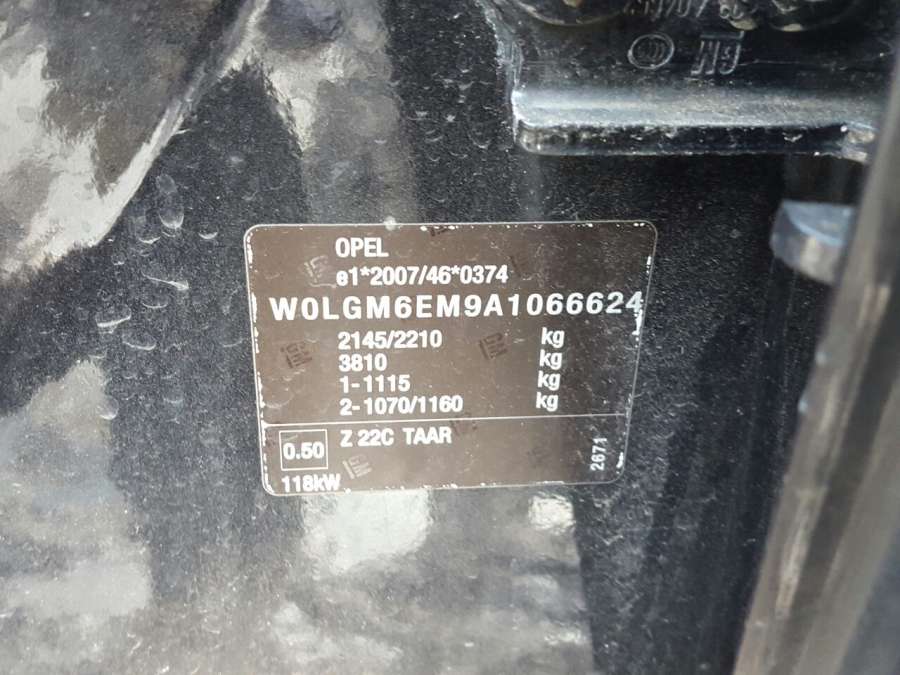 GM
OPEL
e1*2007/46*0374
W0LGM6EM9A1066624
2145/2210 kg
3810 kg
1-1115 kg
2-1070/1160 kg
0.50 Z 22C TAAR
118kW
2671